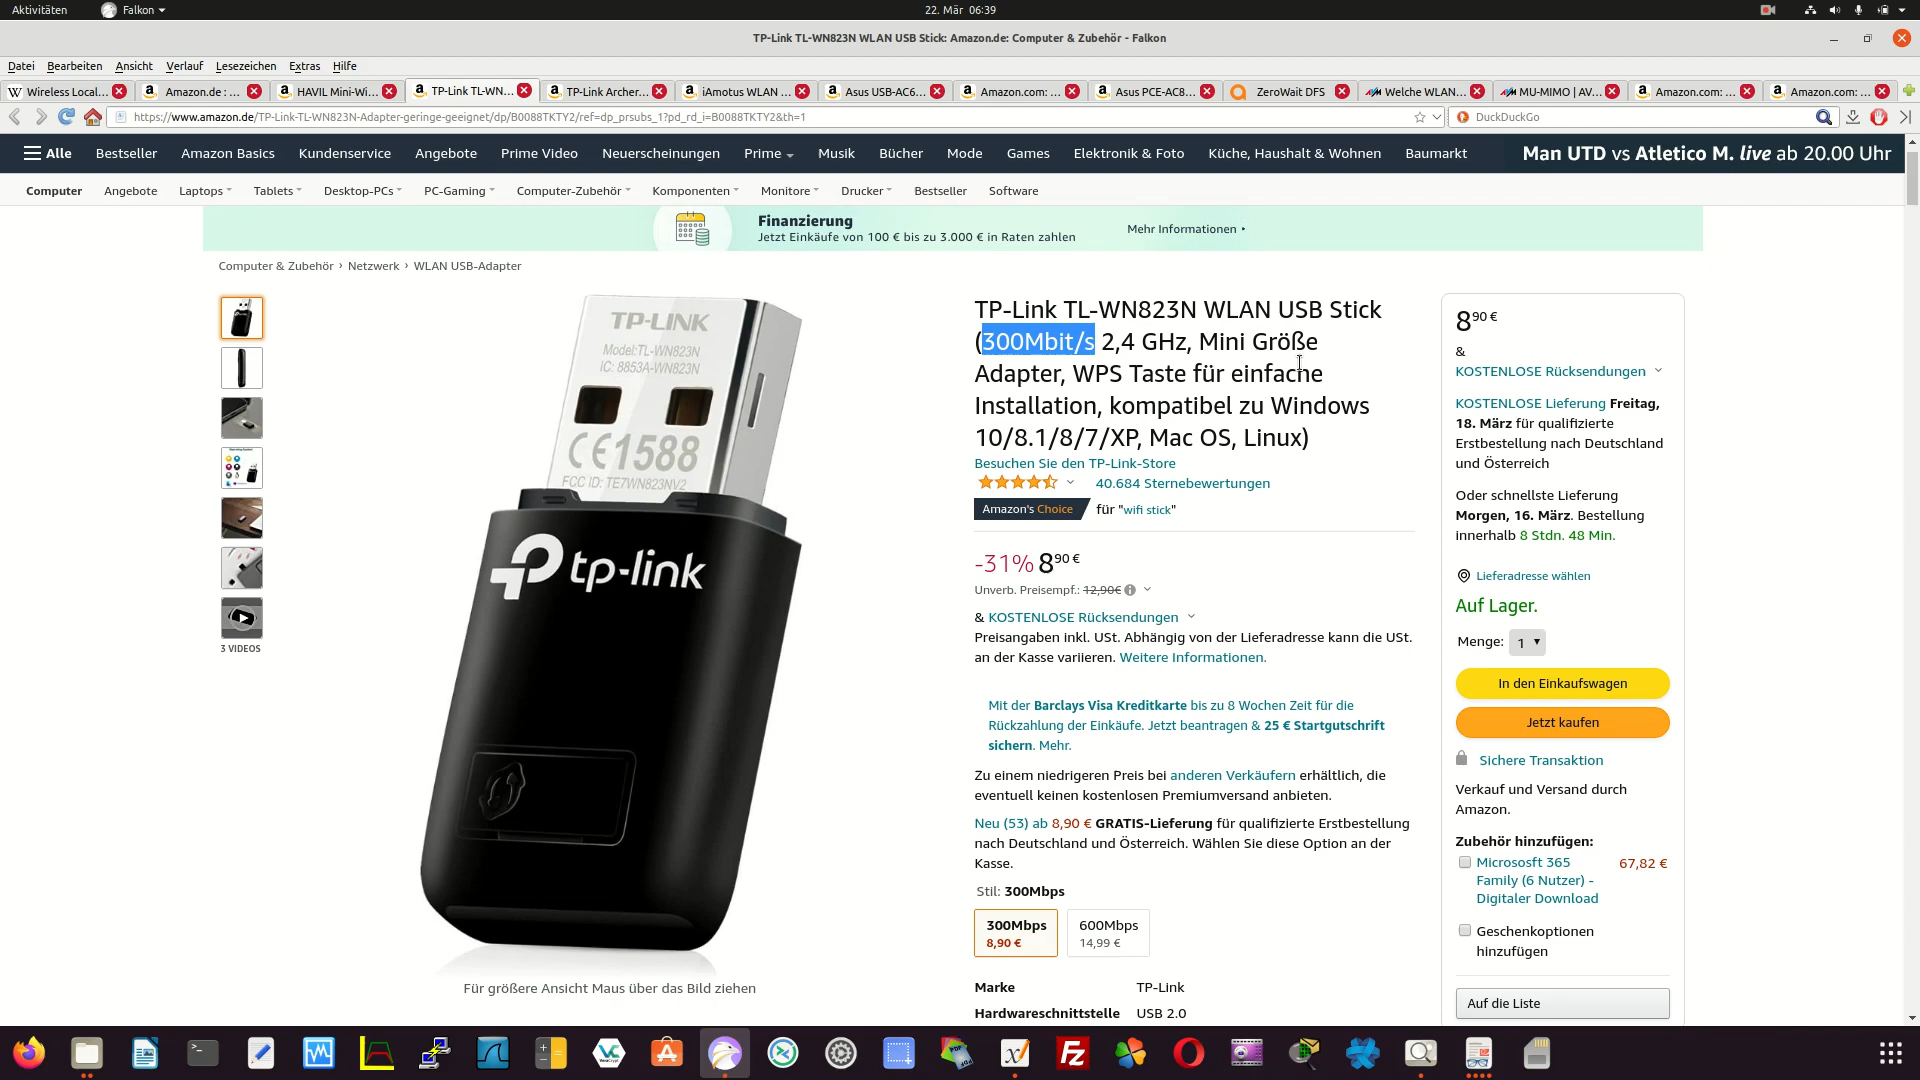 Aktivitäten
Falkon
22. Mär 06:39
TP-Link TL-WN823N WLAN USB Stick: Amazon.de: Computer & Zubehör - Falkon
Datei Bearbeiten Ansicht Verlauf Lesezeichen Extras Hilfe
Wireless Local... Amazon.de : ... HAVIL Mini-Wi... TP-Link TL-WN... TP-Link Archer... iAmotus WLAN ... Asus USB-AC6... Amazon.com: ... Asus PCE-AC8... ZeroWait DFS Welche WLAN... MU-MIMO | AV... Amazon.com: ... Amazon.com: ...
https://www.amazon.de/TP-Link-TL-WN823N-Adapter-geringe-geeignet/dp/B0088TKTY2/ref=dp_prsubs_1?pd_rd_i=B0088TKTY2&th=1
DuckDuckGo
Alle Bestseller Amazon Basics Kundenservice Angebote Prime Video Neuerscheinungen Prime Musik Bücher Mode Games Elektronik & Foto Küche, Haushalt & Wohnen Baumarkt
Man UTD vs Atletico M. live ab 20.00 Uhr
Computer Angebote Laptops Tablets Desktop-PCs PC-Gaming Computer-Zubehör Komponenten Monitore Drucker Bestseller Software
Finanzierung
Jetzt Einkäufe von 100 € bis zu 3.000 € in Raten zahlen
Mehr Informationen
Computer & Zubehör › Netzwerk › WLAN USB-Adapter
3 VIDEOS
TP-LINK
Model:TL-WN823N
IC: 8853A-WN823N
CE1588
FCC ID: TE7WN823NV2
tp-link
Für größere Ansicht Maus über das Bild ziehen
TP-Link TL-WN823N WLAN USB Stick
(300Mbit/s 2,4 GHz, Mini Größe
Adapter, WPS Taste für einfache
Installation, kompatibel zu Windows
10/8.1/8/7/XP, Mac OS, Linux)
Besuchen Sie den TP-Link-Store
40.684 Sternebewertungen
Amazon's Choice für "wifi stick"
-31% 8⁹⁰ €
Unverb. Preisempf.: 12,90€
& KOSTENLOSE Rücksendungen
Preisangaben inkl. USt. Abhängig von der Lieferadresse kann die USt.
an der Kasse variieren. Weitere Informationen.
Mit der Barclays Visa Kreditkarte bis zu 8 Wochen Zeit für die
Rückzahlung der Einkäufe. Jetzt beantragen & 25 € Startgutschrift
sichern. Mehr.
Zu einem niedrigeren Preis bei anderen Verkäufern erhältlich, die
eventuell keinen kostenlosen Premiumversand anbieten.
Neu (53) ab 8,90 € GRATIS-Lieferung für qualifizierte Erstbestellung
nach Deutschland und Österreich. Wählen Sie diese Option an der
Kasse.
Stil: 300Mbps
300Mbps 600Mbps
8,90 € 14,99 €
Marke TP-Link
Hardwareschnittstelle USB 2.0
8⁹⁰ €
&
KOSTENLOSE Rücksendungen
KOSTENLOSE Lieferung Freitag,
18. März für qualifizierte
Erstbestellung nach Deutschland
und Österreich
Oder schnellste Lieferung
Morgen, 16. März. Bestellung
innerhalb 8 Stdn. 48 Min.
Lieferadresse wählen
Auf Lager.
Menge: 1
In den Einkaufswagen
Jetzt kaufen
Sichere Transaktion
Verkauf und Versand durch
Amazon.
Zubehör hinzufügen:
Micrososft 365 67,82 €
Family (6 Nutzer) -
Digitaler Download
Geschenkoptionen
hinzufügen
Auf die Liste